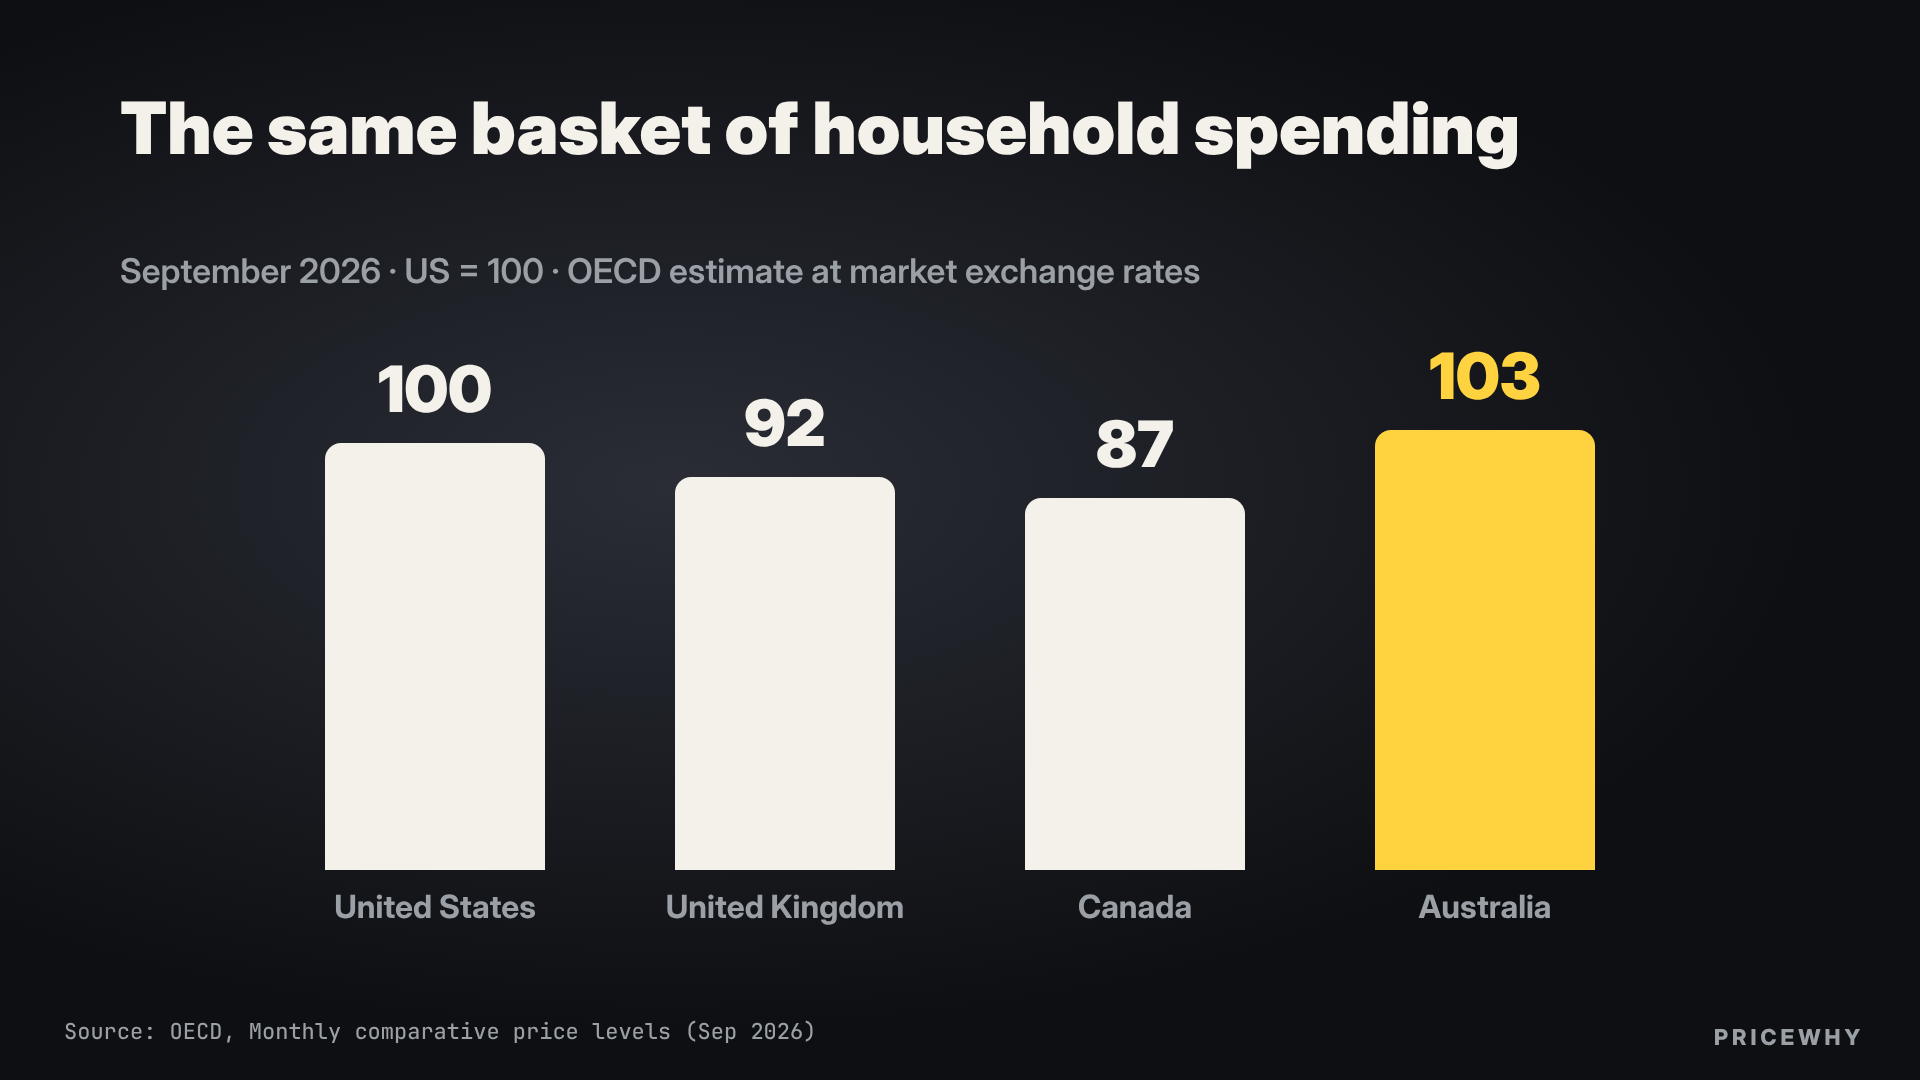 The same basket of household spending
September 2026 · US = 100 · OECD estimate at market exchange rates
100
92
87
103
United States
United Kingdom
Canada
Australia
Source: OECD, Monthly comparative price levels (Sep 2026)
PRICEWHY